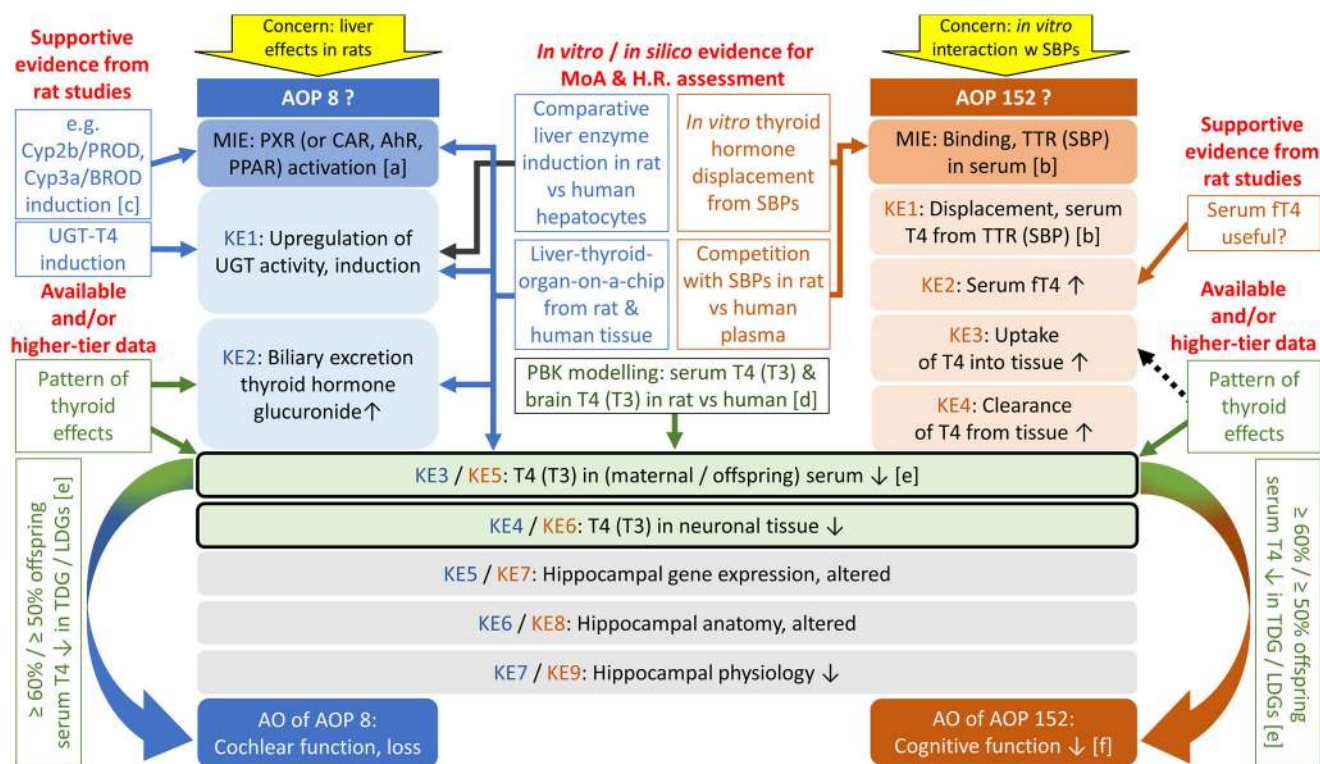 Concern: liver
effects in rats
Concern: in vitro
interaction w SBPs
Supportive
evidence from
rat studies
In vitro / in silico evidence for
MoA & H.R. assessment
AOP 8 ?
AOP 152 ?
e.g.
Cyp2b/PROD,
Cyp3a/BROD
induction [c]
UGT-T4
induction
MIE: PXR (or CAR, AhR,
PPAR) activation [a]
KE1: Upregulation of
UGT activity, induction
KE2: Biliary excretion
thyroid hormone
glucuronide↑
Comparative
liver enzyme
induction in rat
vs human
hepatocytes
In vitro thyroid
hormone
displacement
from SBPs
Liver-thyroid-
organ-on-a-chip
from rat &
human tissue
Competition
with SBPs in rat
vs human
plasma
PBK modelling: serum T4 (T3) &
brain T4 (T3) in rat vs human [d]
MIE: Binding, TTR (SBP)
in serum [b]
KE1: Displacement, serum
T4 from TTR (SBP) [b]
KE2: Serum fT4 ↑
KE3: Uptake
of T4 into tissue ↑
KE4: Clearance
of T4 from tissue ↑
Supportive
evidence from
rat studies
Serum fT4
useful?
Available
and/or
higher-tier data
Pattern of
thyroid
effects
Available
and/or
higher-tier data
Pattern of
thyroid
effects
≥ 60% / ≥ 50% offspring
serum T4 ↓ in TDG / LDGs [e]
KE3 / KE5: T4 (T3) in (maternal / offspring) serum ↓ [e]
KE4 / KE6: T4 (T3) in neuronal tissue ↓
KE5 / KE7: Hippocampal gene expression, altered
KE6 / KE8: Hippocampal anatomy, altered
KE7 / KE9: Hippocampal physiology ↓
≥ 60% / ≥ 50% offspring
serum T4 ↓ in TDG / LDGs [e]
AO of AOP 8:
Cochlear function, loss
AO of AOP 152:
Cognitive function ↓ [f]